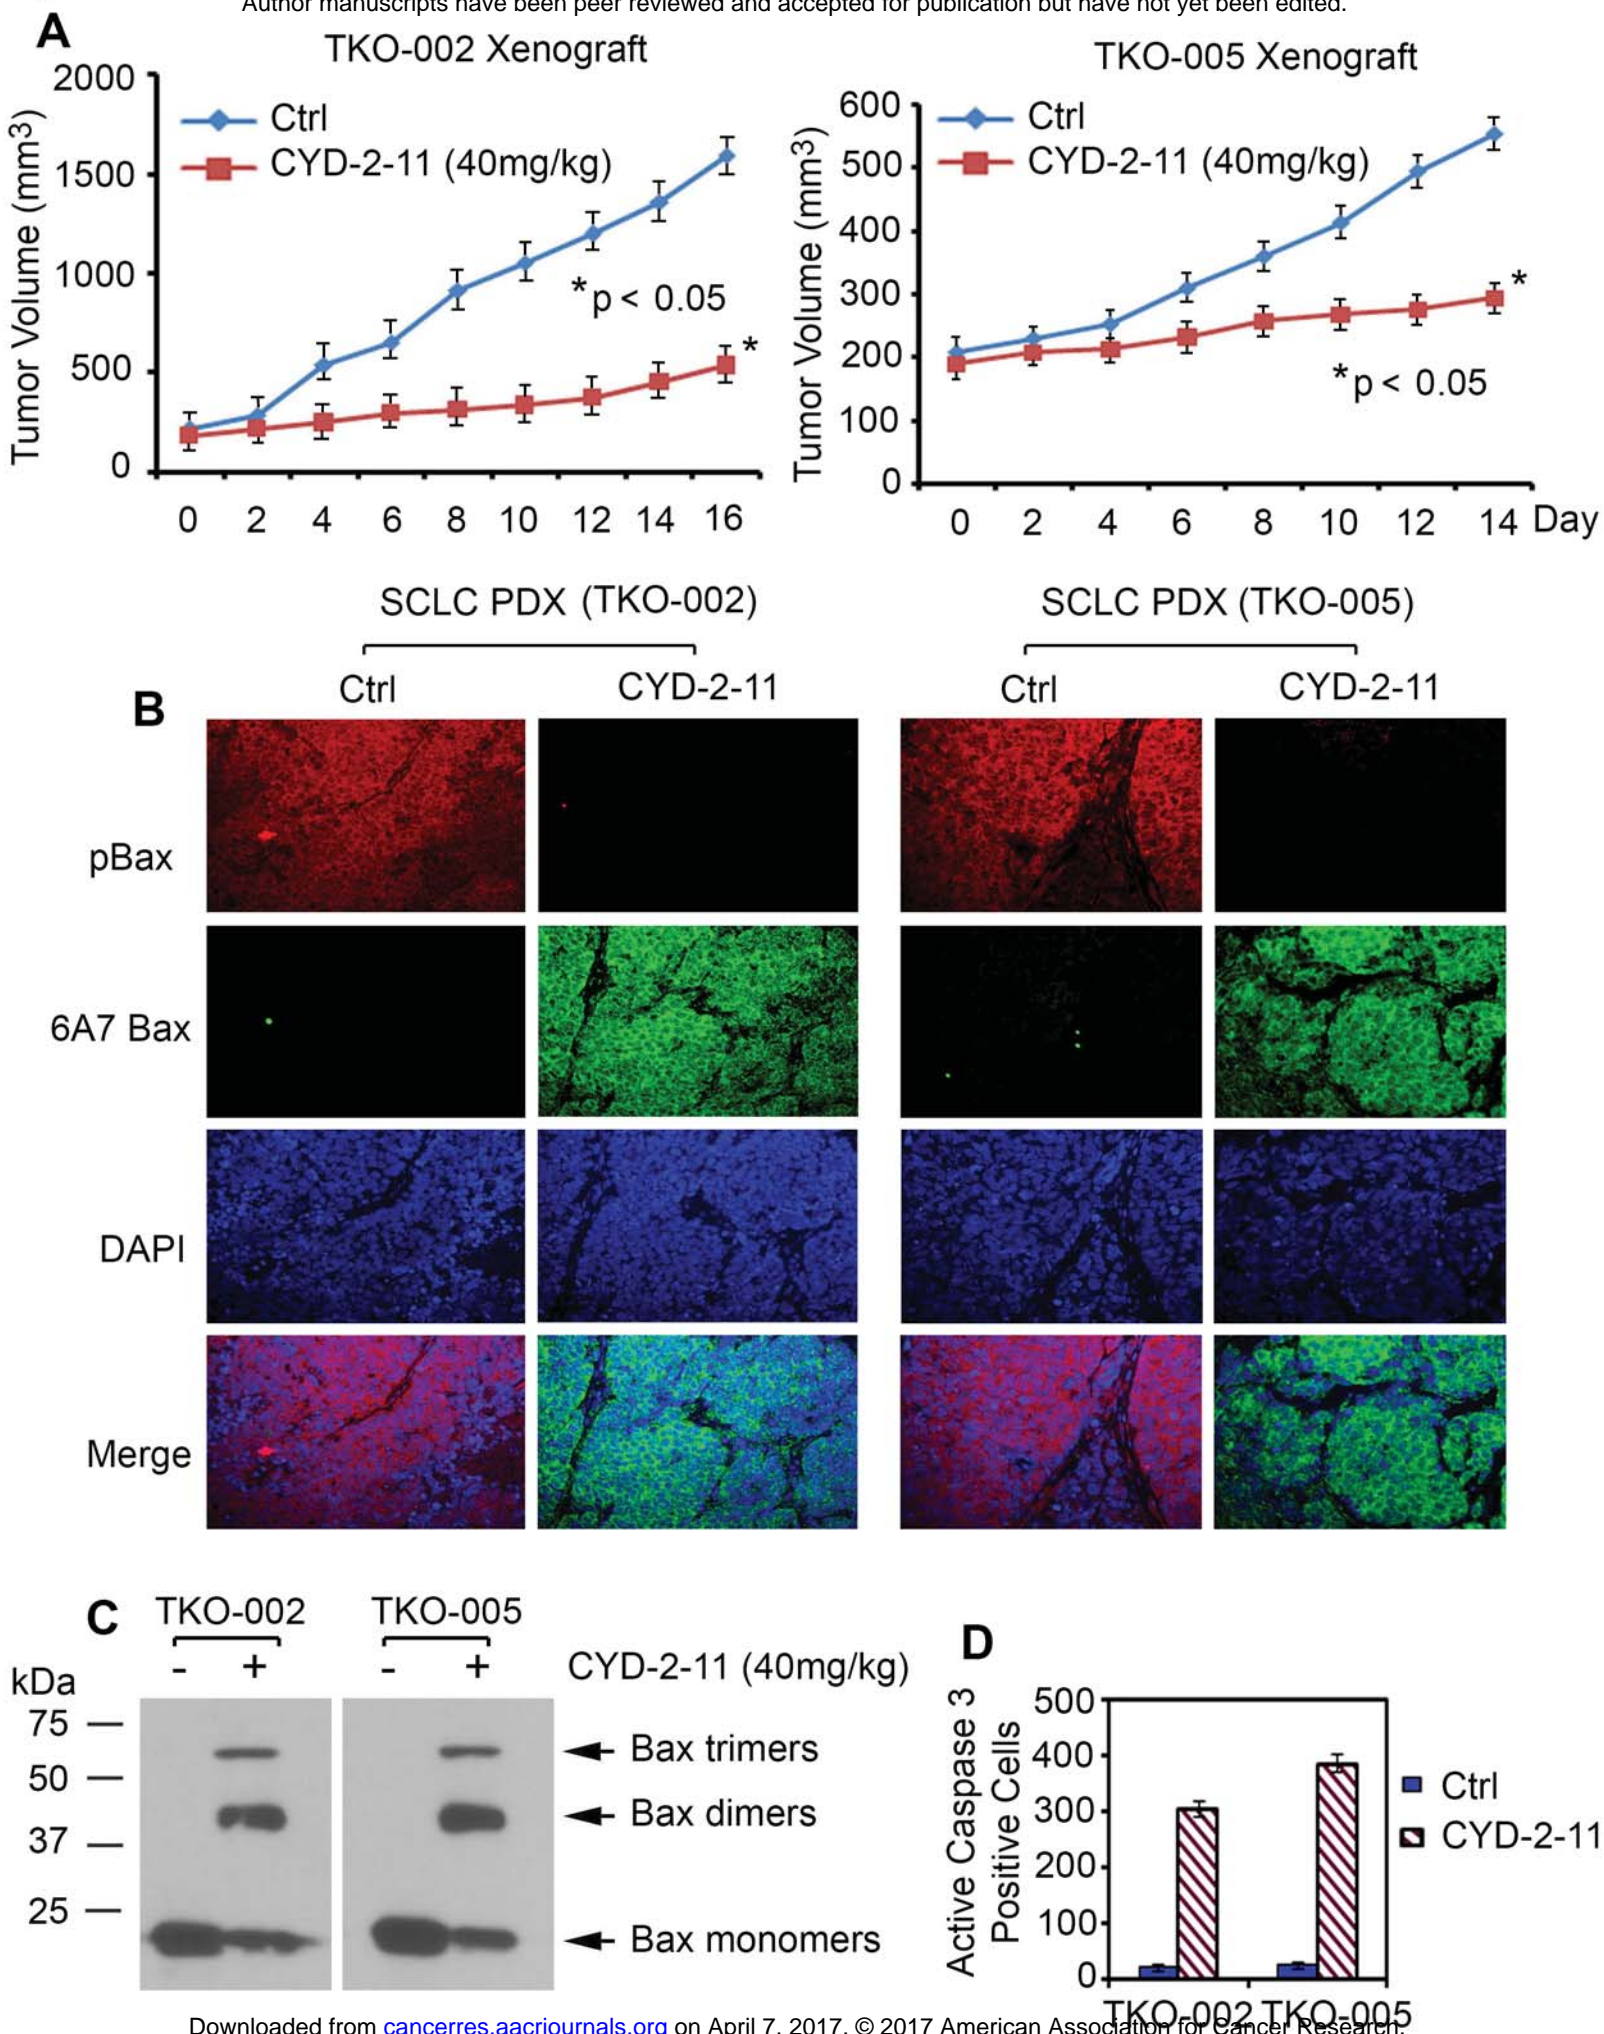 Author manuscripts have been peer reviewed and accepted for publication but have not yet been edited.
A
TKO-002 Xenograft
Tumor Volume (mm3)
2000
1500
1000
500
0
Ctrl
CYD-2-11 (40mg/kg)
*p < 0.05
*
0 2 4 6 8 10 12 14 16
TKO-005 Xenograft
Tumor Volume (mm3)
600
500
400
300
200
100
0
Ctrl
CYD-2-11 (40mg/kg)
*
*p < 0.05
0 2 4 6 8 10 12 14 Day
SCLC PDX (TKO-002) SCLC PDX (TKO-005)
B
Ctrl CYD-2-11 Ctrl CYD-2-11
pBax
6A7 Bax
DAPI
Merge
C
TKO-002 TKO-005
- + - + CYD-2-11 (40mg/kg)
kDa
75
50
37
25
Bax trimers
Bax dimers
Bax monomers
D
Active Caspase 3
Positive Cells
500
400
300
200
100
0
Ctrl
CYD-2-11
TKO-002 TKO-005
Downloaded from cancerres.aacrjournals.org on April 7, 2017. © 2017 American Association for Cancer Research.